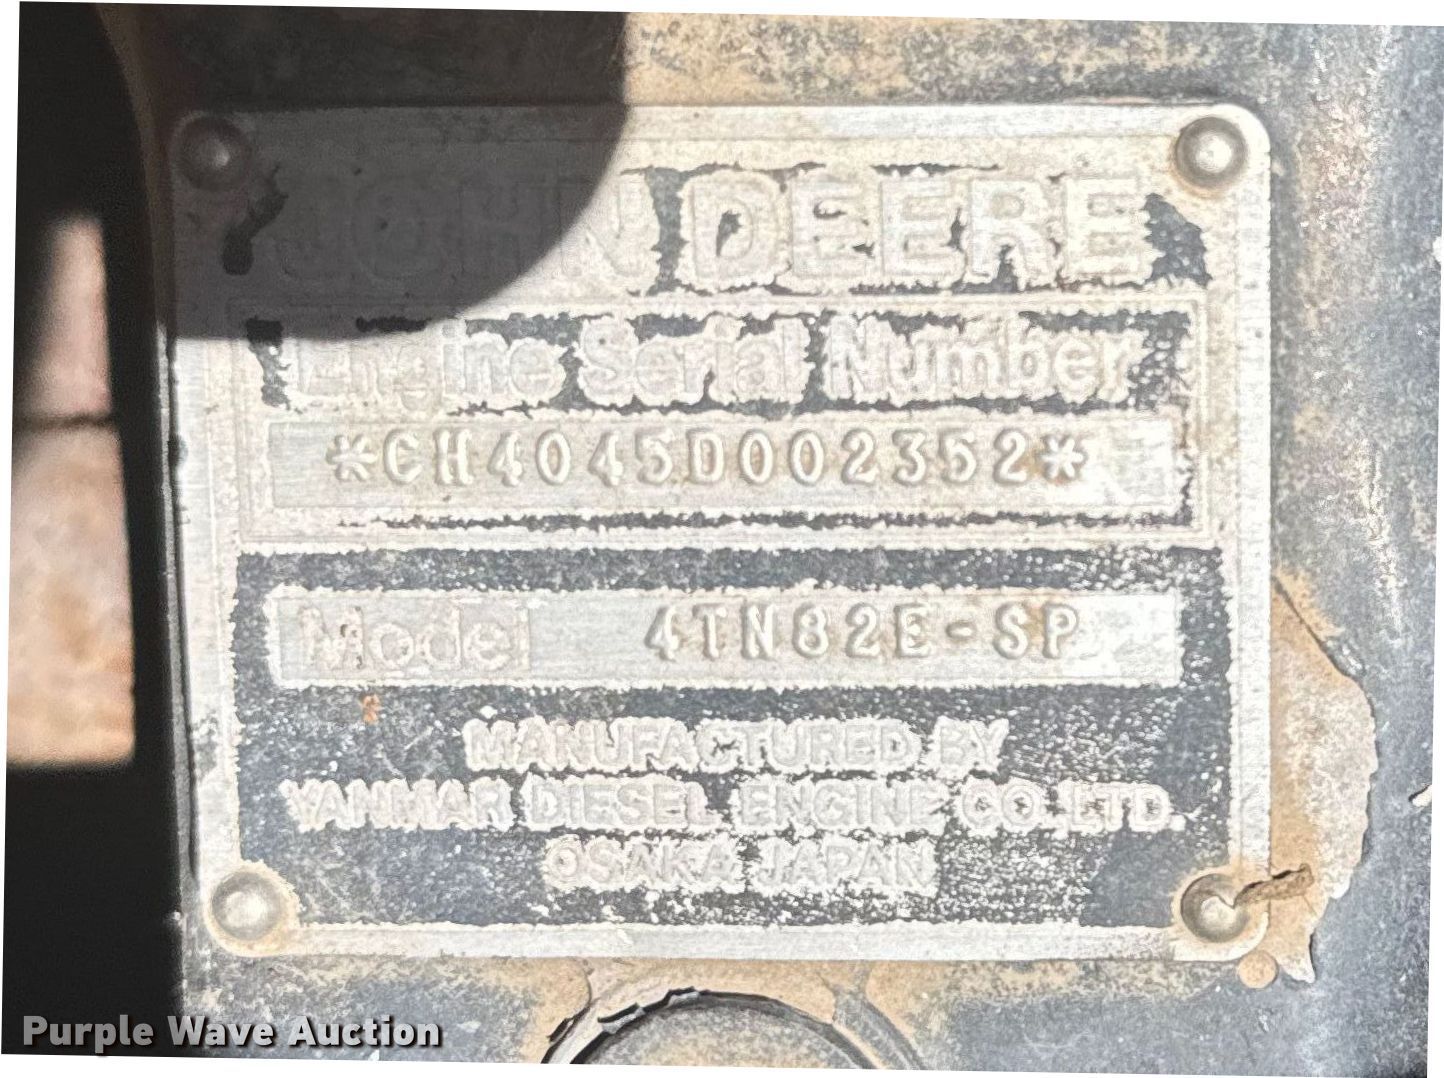 JOHN DEERE
Engine Serial Number
*CH4045D002352*
Model 4TN82E-SP
MANUFACTURED BY
YANMAR DIESEL ENGINE CO.,LTD.
OSAKA JAPAN
Purple Wave Auction